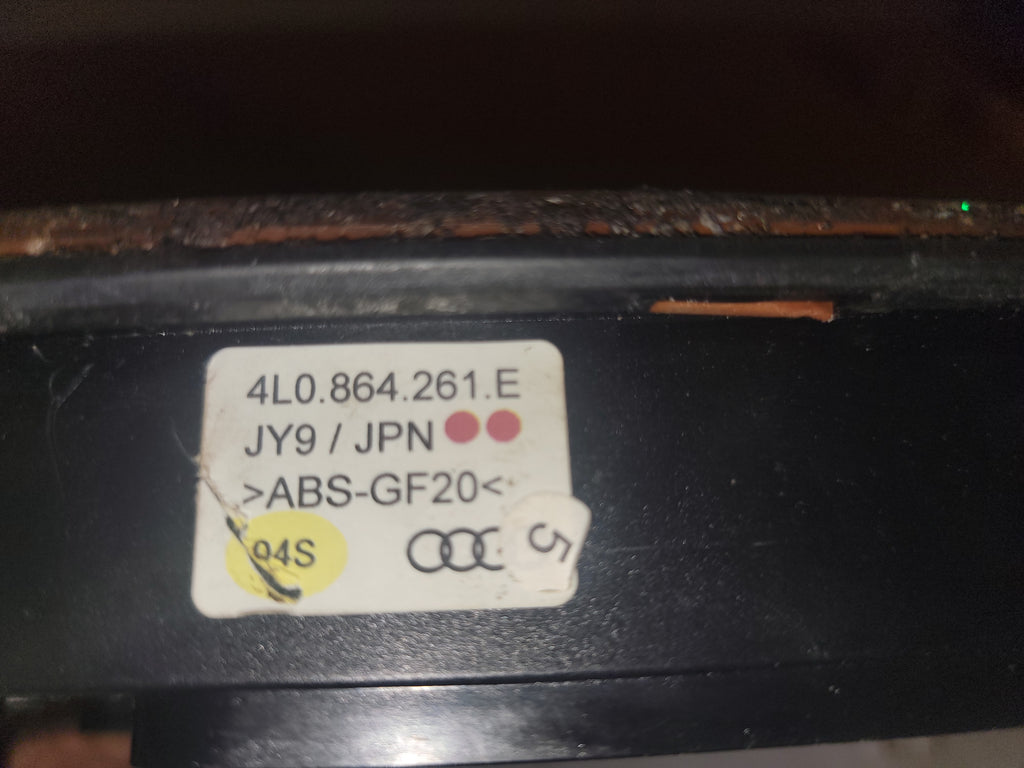 4L0.864.261.E
JY9 / JPN
>ABS-GF20<
94S
5